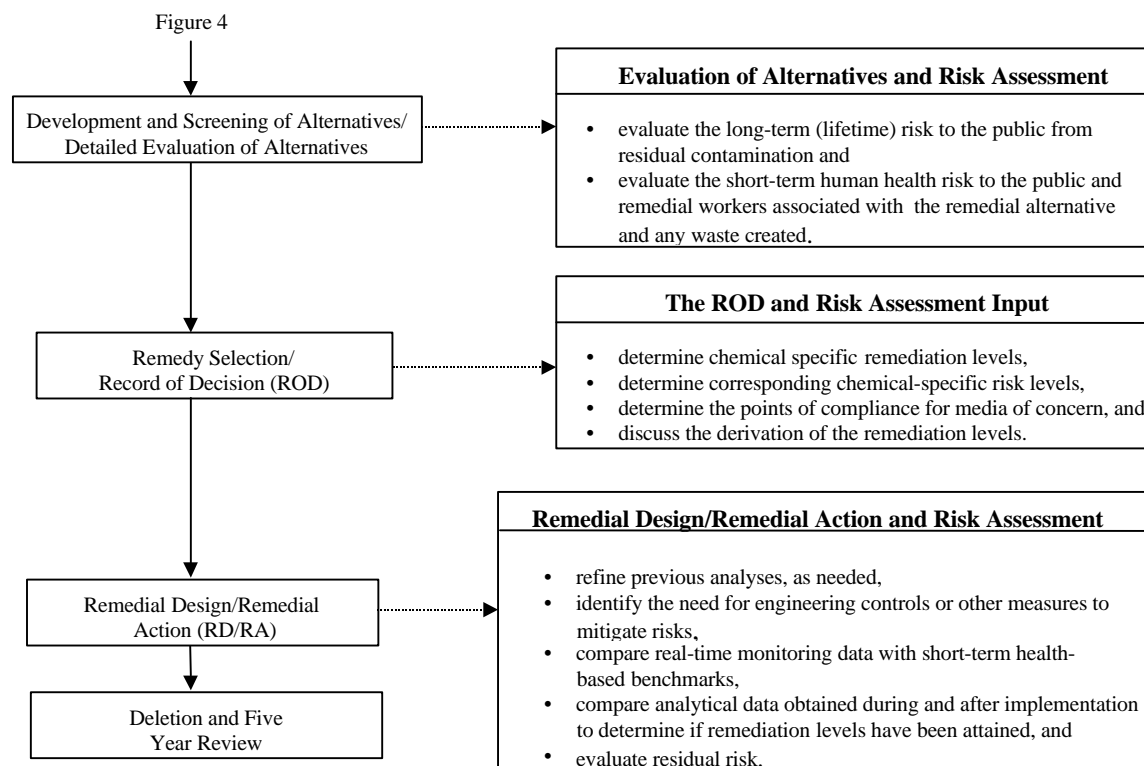 Figure 4
Development and Screening of Alternatives/
Detailed Evaluation of Alternatives
Evaluation of Alternatives and Risk Assessment
• evaluate the long-term (lifetime) risk to the public from
residual contamination and
• evaluate the short-term human health risk to the public and
remedial workers associated with the remedial alternative
and any waste created.
Remedy Selection/
Record of Decision (ROD)
The ROD and Risk Assessment Input
• determine chemical specific remediation levels,
• determine corresponding chemical-specific risk levels,
• determine the points of compliance for media of concern, and
• discuss the derivation of the remediation levels.
Remedial Design/Remedial
Action (RD/RA)
Remedial Design/Remedial Action and Risk Assessment
• refine previous analyses, as needed,
• identify the need for engineering controls or other measures to
mitigate risks,
• compare real-time monitoring data with short-term health-
based benchmarks,
• compare analytical data obtained during and after implementation
to determine if remediation levels have been attained, and
• evaluate residual risk.
Deletion and Five
Year Review